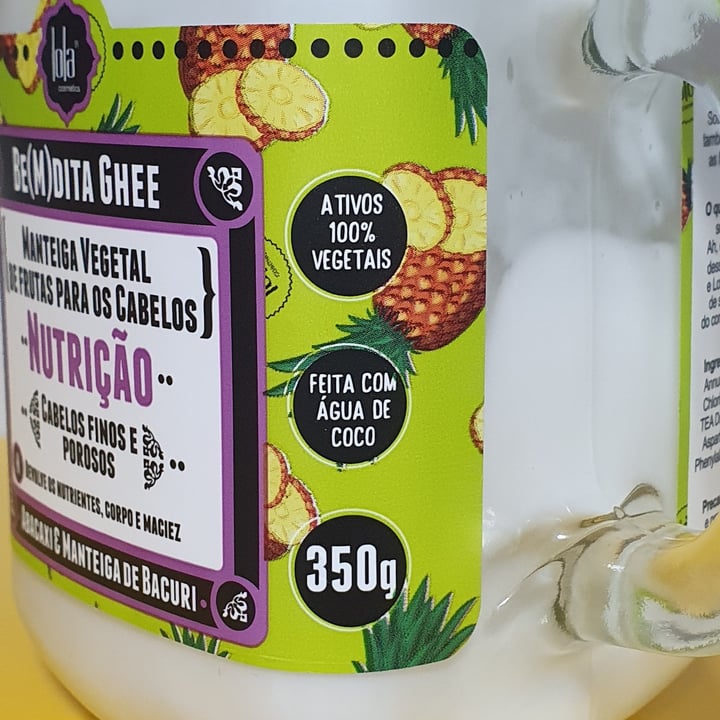 lola
cosmetics
BE(M)DITA GHEE
MANTEIGA VEGETAL
DE FRUTAS PARA OS CABELOS}
NUTRIÇÃO
CABELOS FINOS E
POROSOS
DEVOLVE OS NUTRIENTES, CORPO E MACIEZ
ABACAXI & MANTEIGA DE BACURI
ATIVOS
100%
VEGETAIS
FEITA COM
ÁGUA DE
COCO
350g